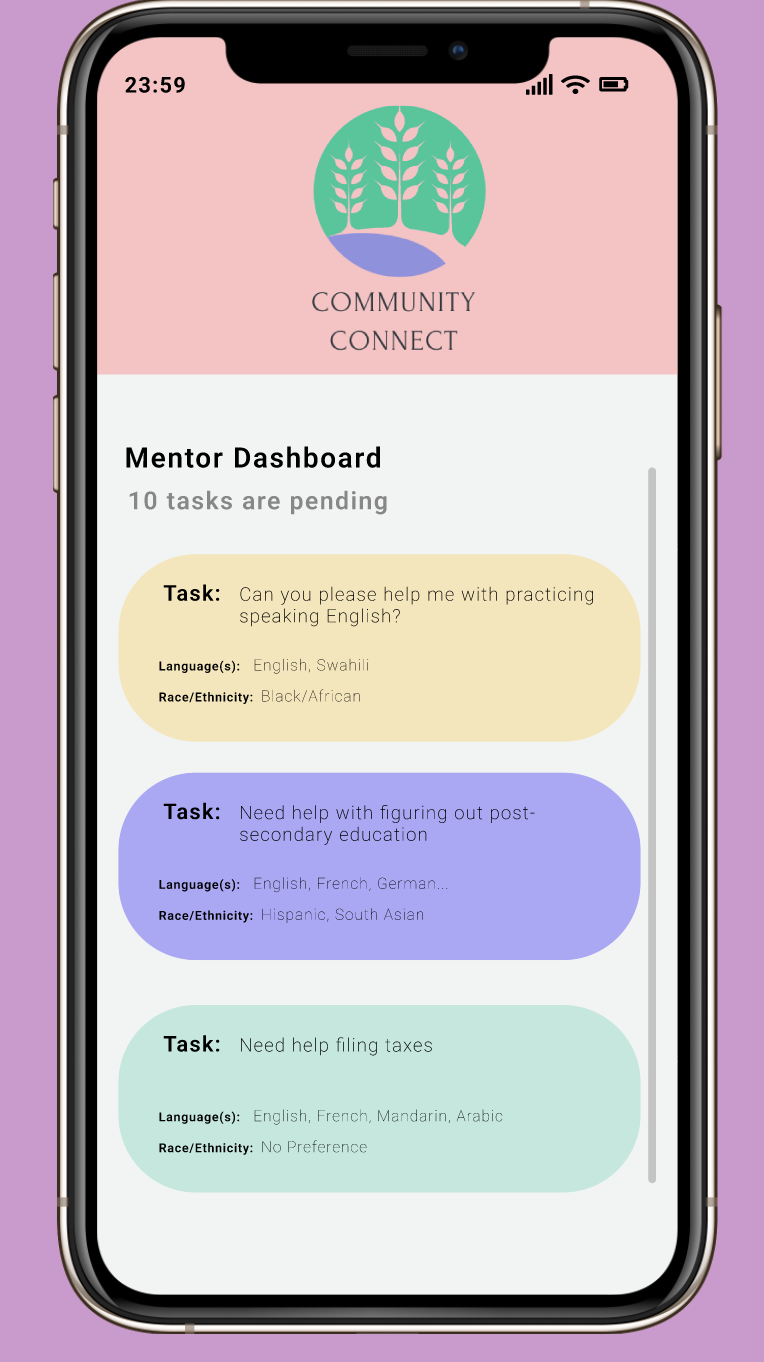 23:59
COMMUNITY
CONNECT
Mentor Dashboard
10 tasks are pending
Task: Can you please help me with practicing
speaking English?
Language(s): English, Swahili
Race/Ethnicity: Black/African
Task: Need help with figuring out post-
secondary education
Language(s): English, French, German...
Race/Ethnicity: Hispanic, South Asian
Task: Need help filing taxes
Language(s): English, French, Mandarin, Arabic
Race/Ethnicity: No Preference